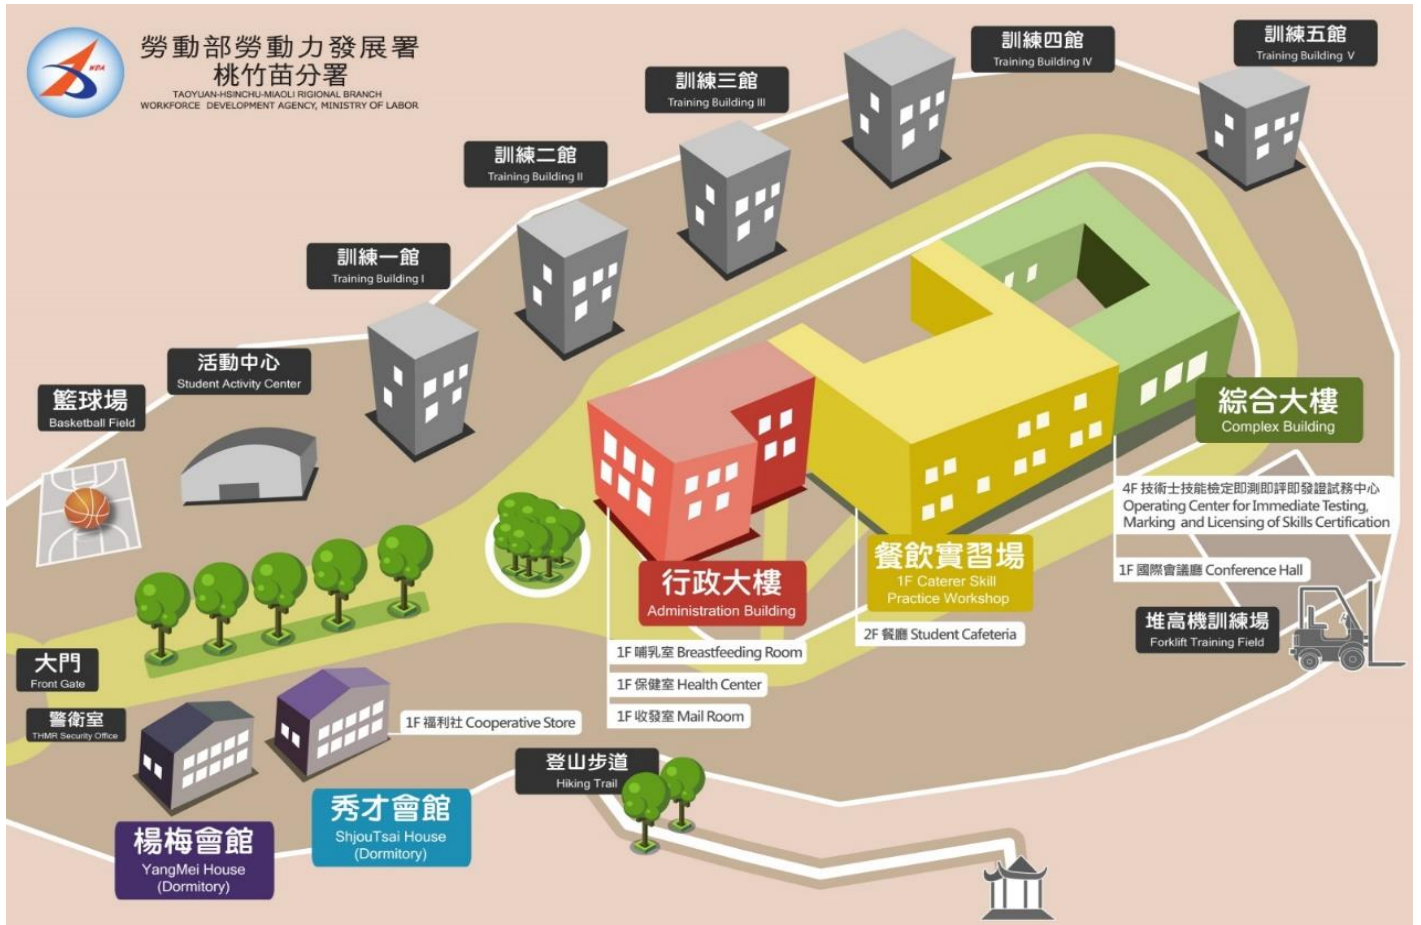 WDA
勞動部勞動力發展署
桃竹苗分署
TAOYUAN-HSINCHU-MIAOLI RIGIONAL BRANCH
WORKFORCE DEVELOPMENT AGENCY, MINISTRY OF LABOR
訓練五館
Training Building V
訓練四館
Training Building IV
訓練三館
Training Building III
訓練二館
Training Building II
訓練一館
Training Building I
活動中心
Student Activity Center
籃球場
Basketball Field
綜合大樓
Complex Building
4F 技術士技能檢定即測即評即發證試務中心
Operating Center for Immediate Testing,
Marking and Licensing of Skills Certification
1F 國際會議廳 Conference Hall
餐飲實習場
1F Caterer Skill
Practice Workshop
2F 餐廳 Student Cafeteria
行政大樓
Administration Building
1F 哺乳室 Breastfeeding Room
1F 保健室 Health Center
1F 收發室 Mail Room
堆高機訓練場
Forklift Training Field
大門
Front Gate
警衛室
THMR Security Office
1F 福利社 Cooperative Store
登山步道
Hiking Trail
秀才會館
ShjouTsai House
(Dormitory)
楊梅會館
YangMei House
(Dormitory)